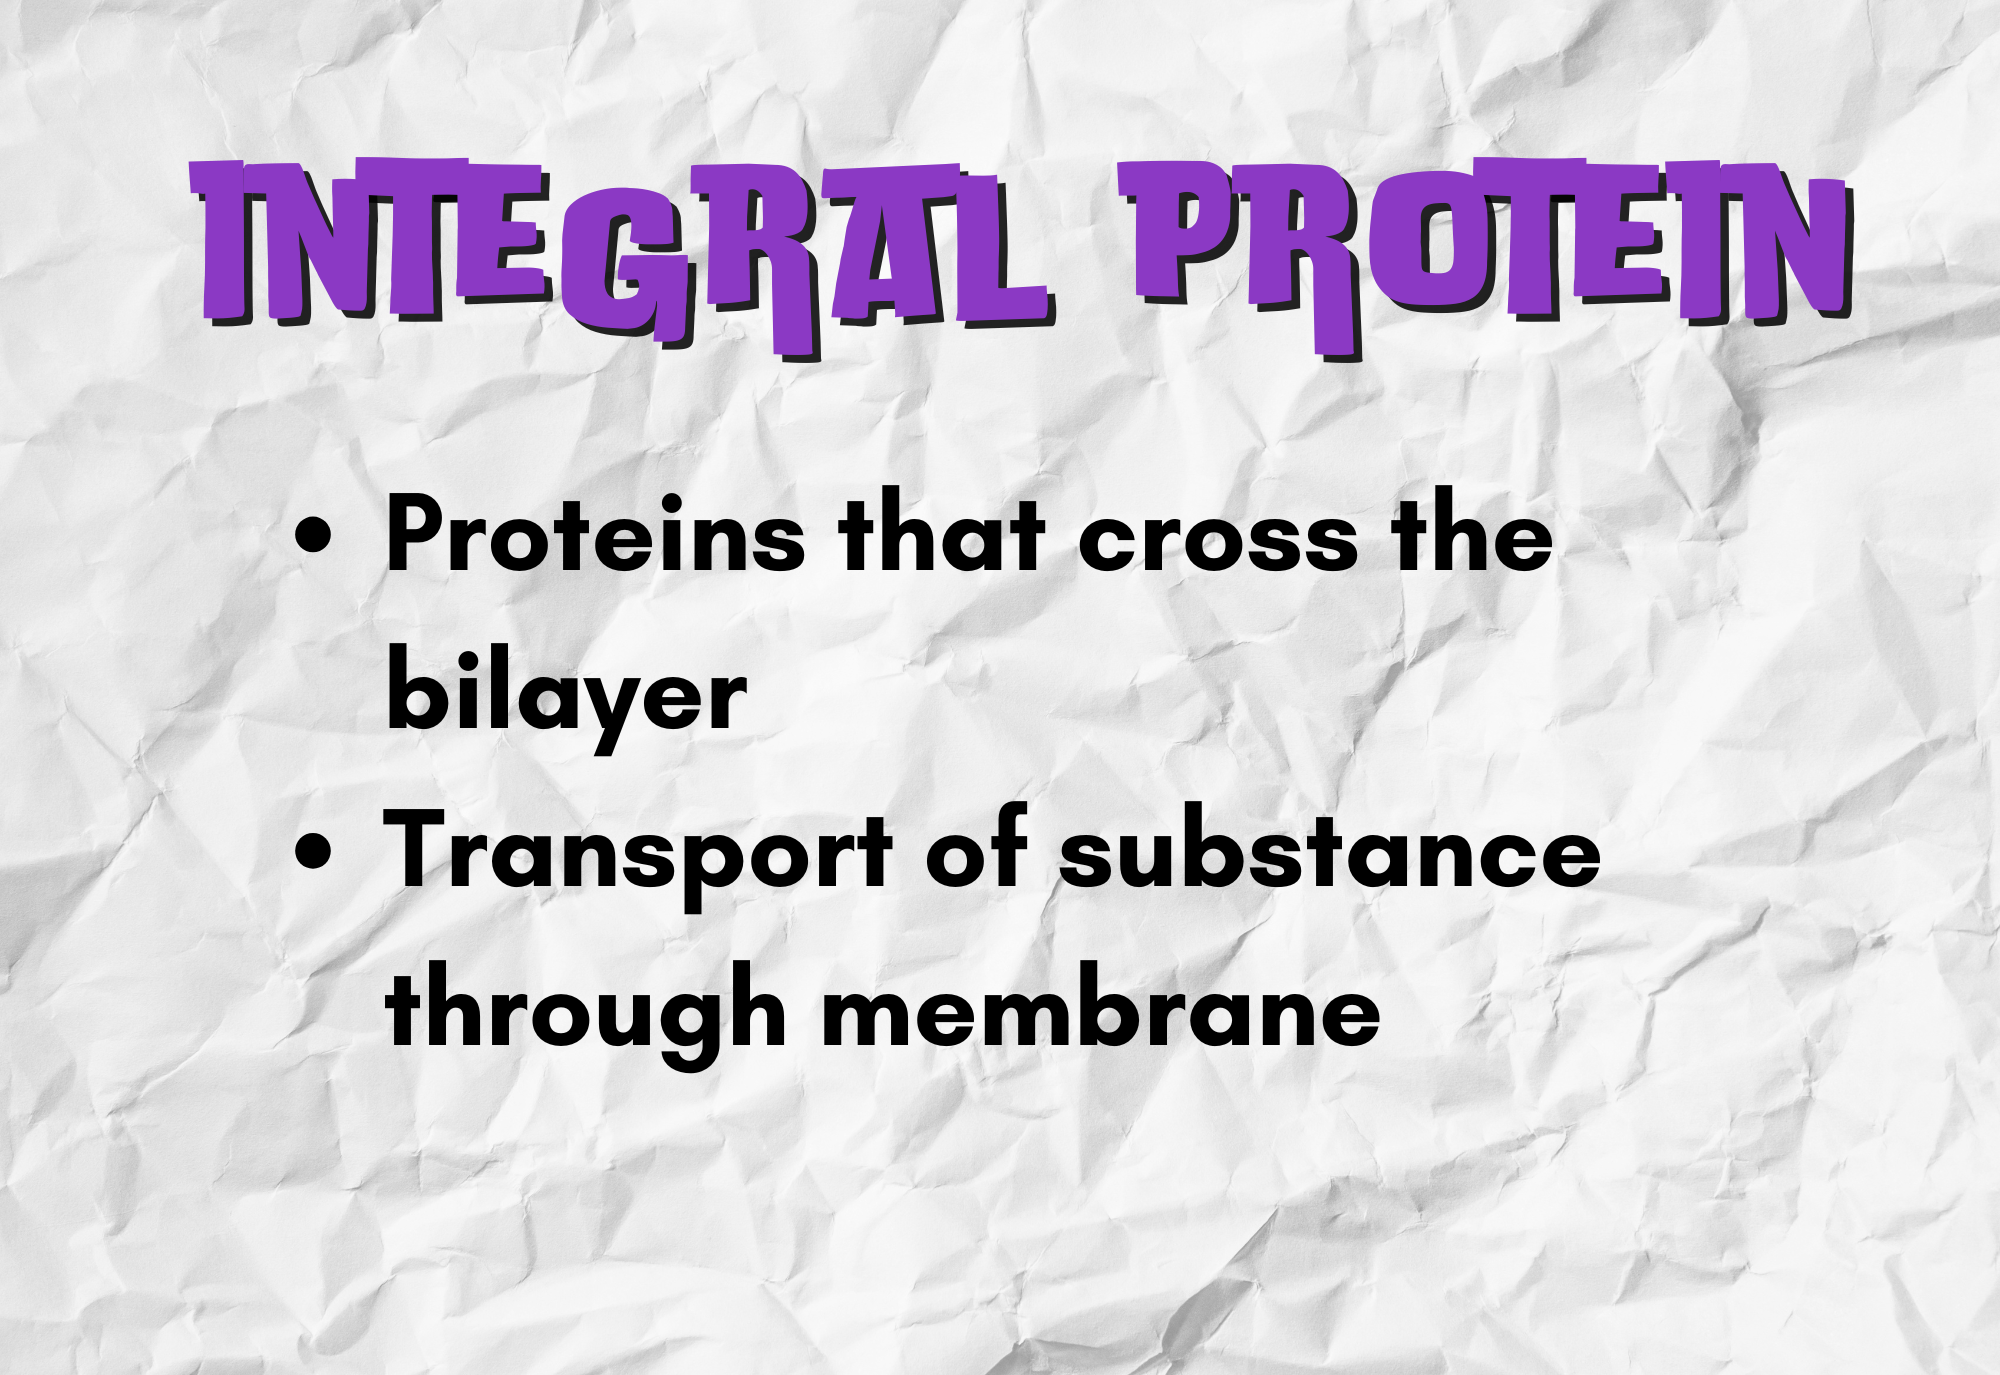 INTEGRAL PROTEIN
• Proteins that cross the
bilayer
• Transport of substance
through membrane